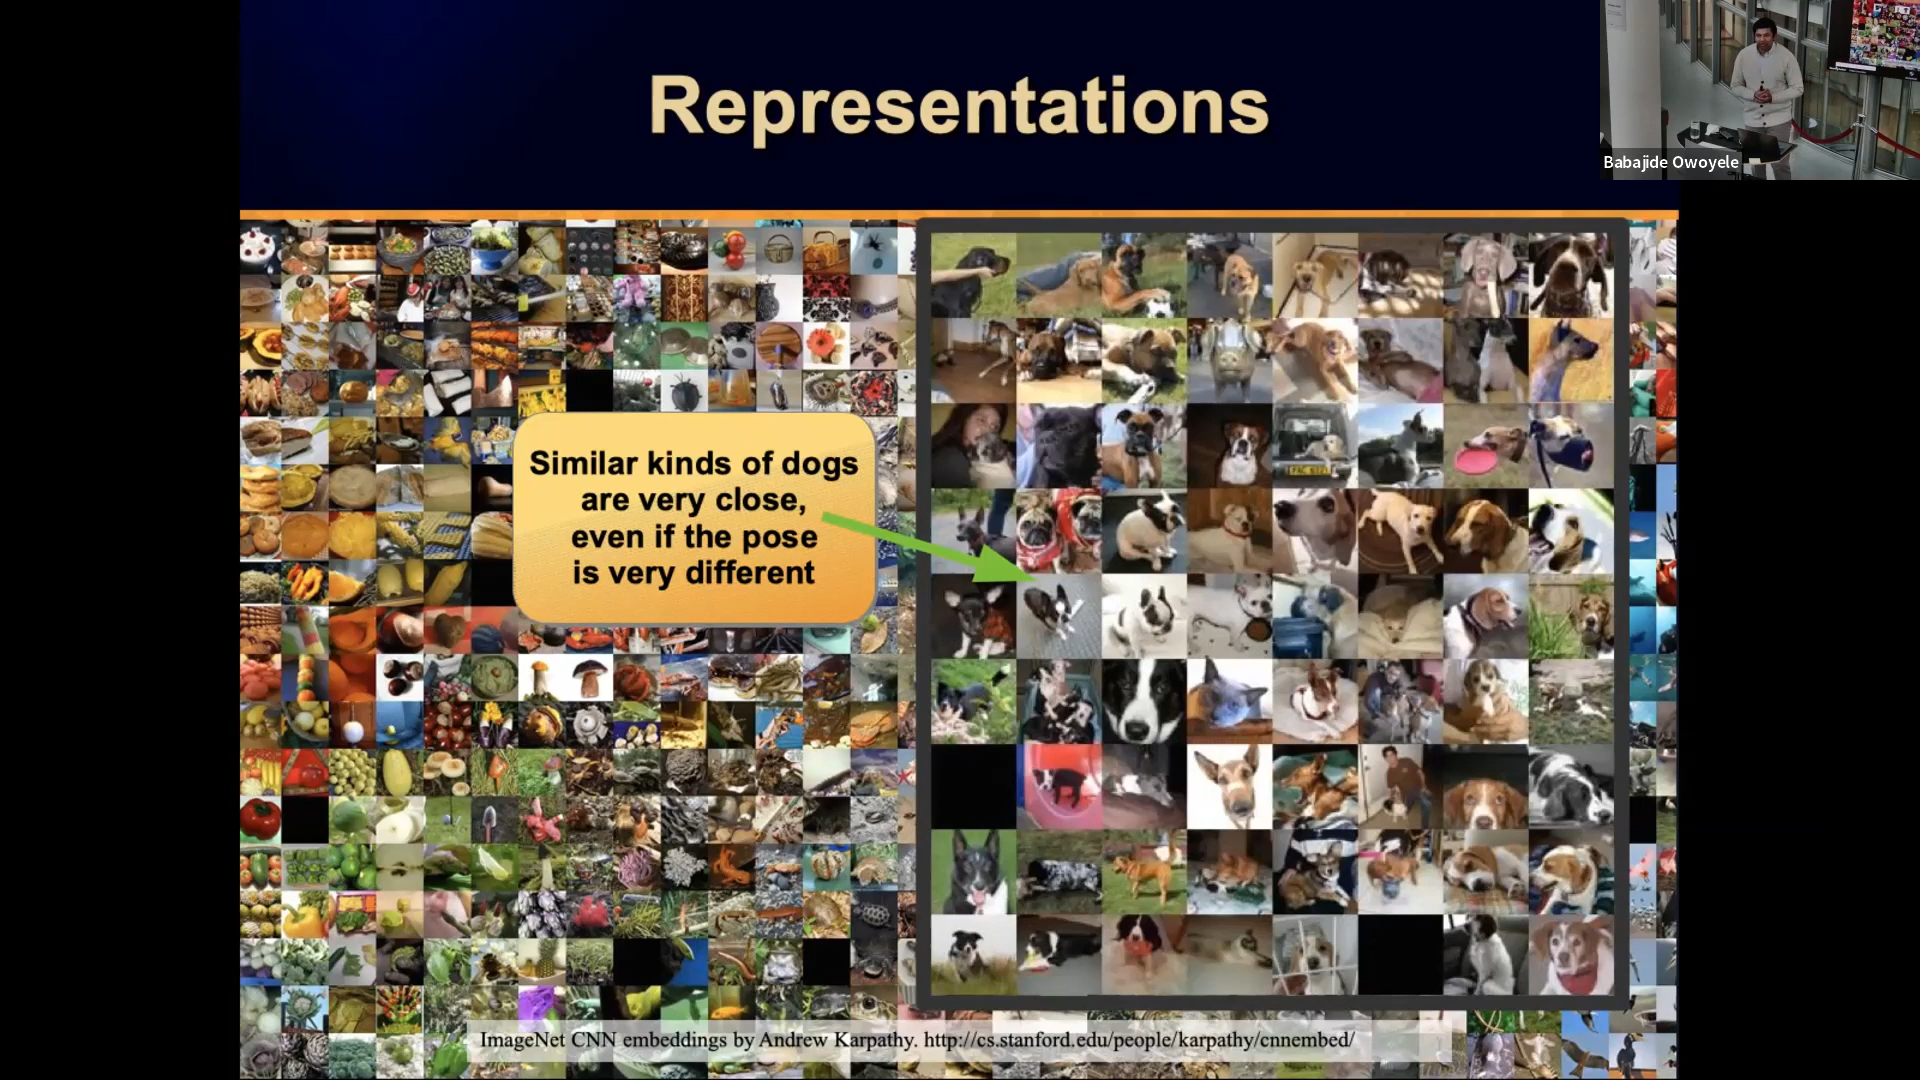 Representations
Babajide Owoyele
Similar kinds of dogs
are very close,
even if the pose
is very different
ImageNet CNN embeddings by Andrew Karpathy. http://cs.stanford.edu/people/karpathy/cnnembed/